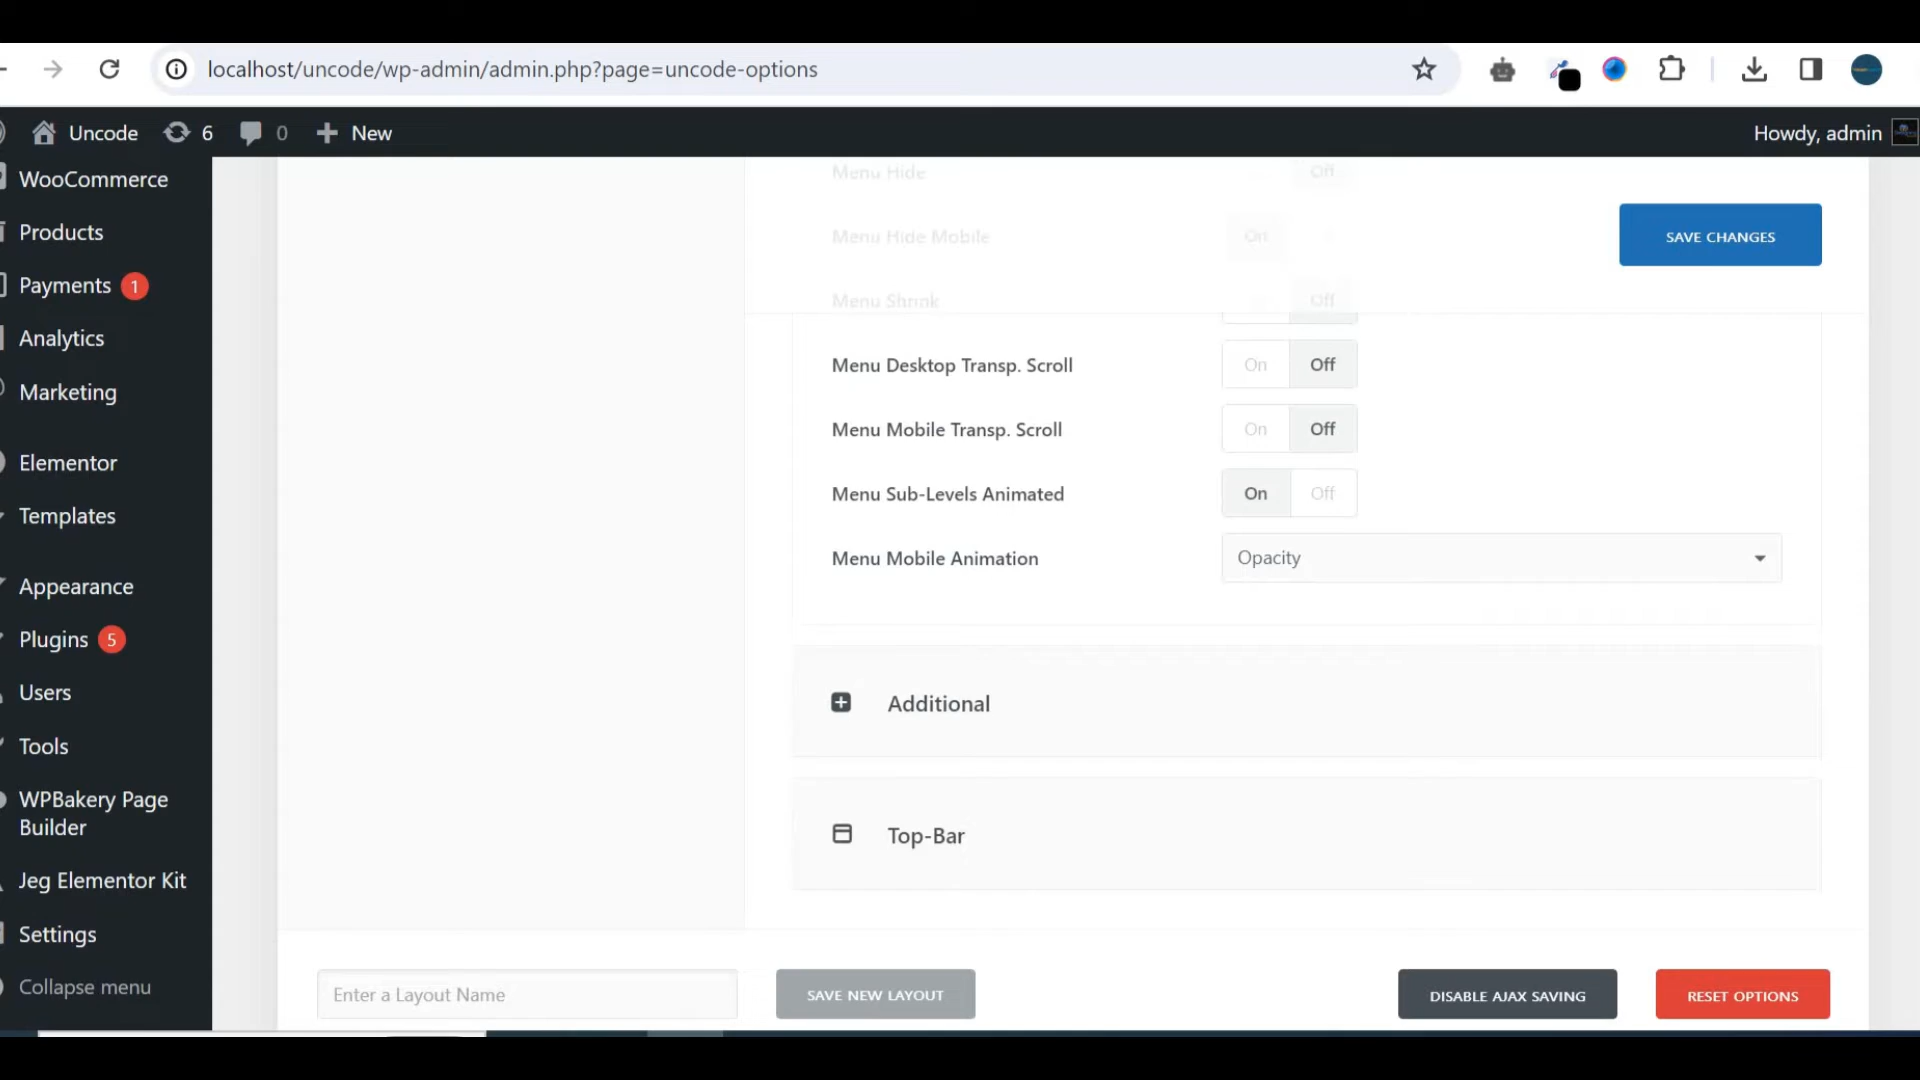 localhost/uncode/wp-admin/admin.php?page=uncode-options
Uncode 6 0 New Howdy, admin
WooCommerce
Products
Payments 1
Analytics
Marketing
Elementor
Templates
Appearance
Plugins 5
Users
Tools
WPBakery Page
Builder
Jeg Elementor Kit
Settings
Collapse menu
Menu Hide Off
Menu Hide Mobile On
Menu Shrink Off
SAVE CHANGES
Menu Desktop Transp. Scroll On Off
Menu Mobile Transp. Scroll On Off
Menu Sub-Levels Animated On Off
Menu Mobile Animation Opacity
Additional
Top-Bar
Enter a Layout Name SAVE NEW LAYOUT DISABLE AJAX SAVING RESET OPTIONS